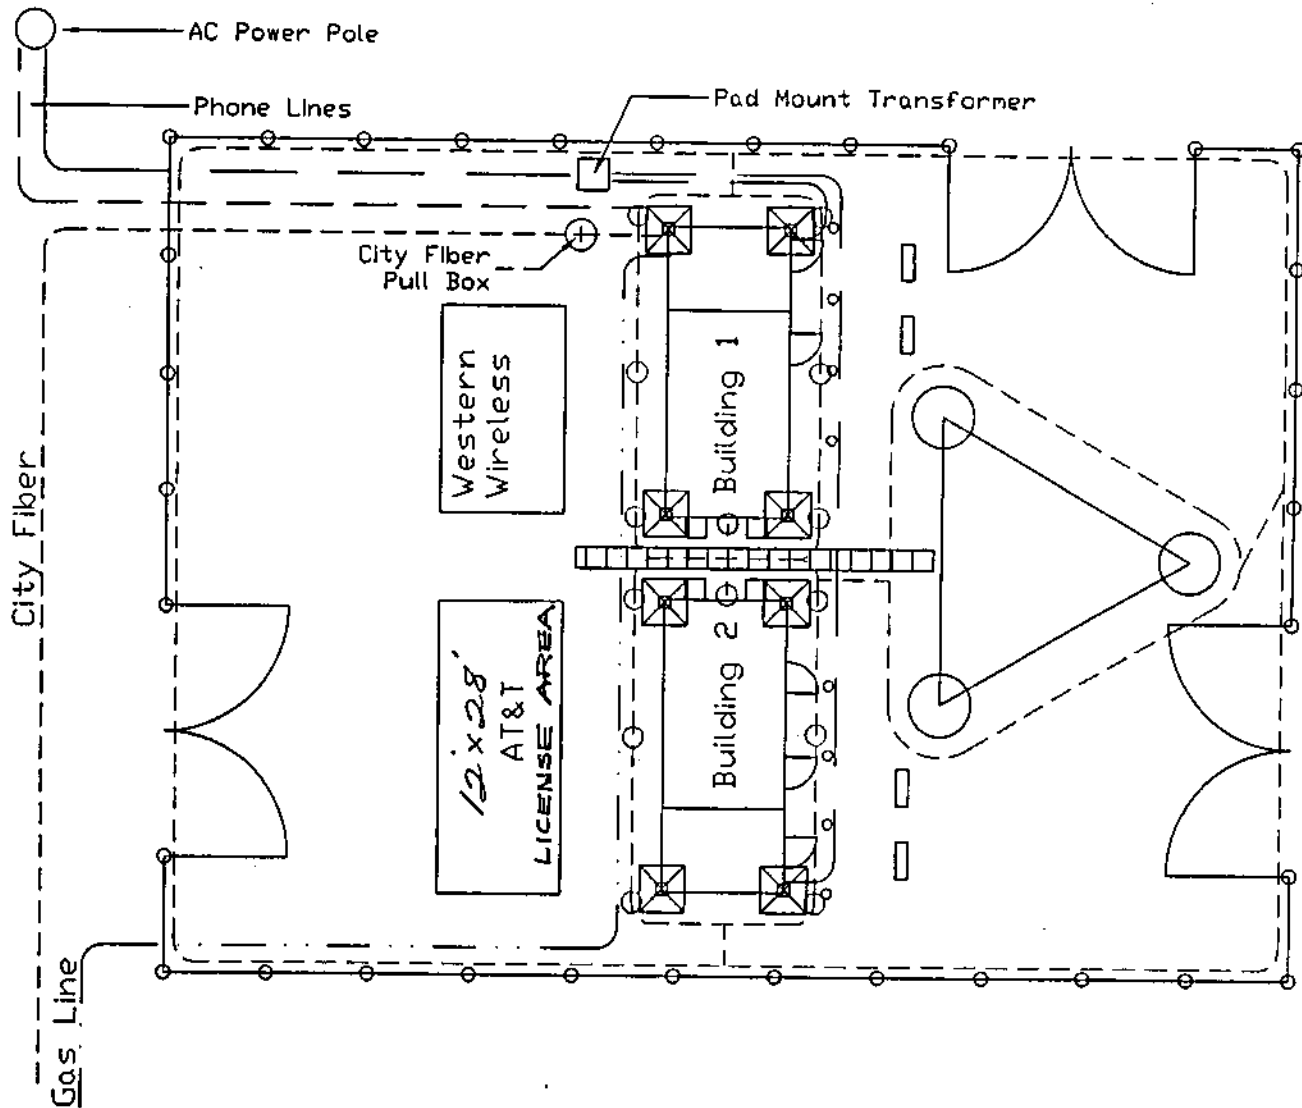 AC Power Pole
Phone Lines
Pad Mount Transformer
City Fiber
Pull Box
Western
Wireless
Building 1
City Fiber
12' x 28'
AT&T
LICENSE AREA
Building 2
Gas Line